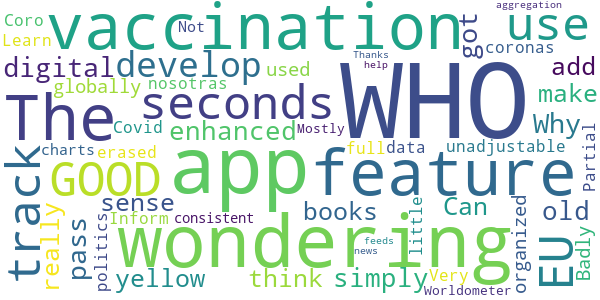 aggregation
Coro vaccination Not got use
Learn Thanks coronas
digital develop help add
globally nosotras used
The seconds WHO make
Covid enhanced Why
charts Mostly full data unadjustable
erased app feature Partial
track GOOD
sense books Can old
really Inform consistent little organized
pass politics wondering feeds EU Badly
yellow think simply news Very
Worldometer